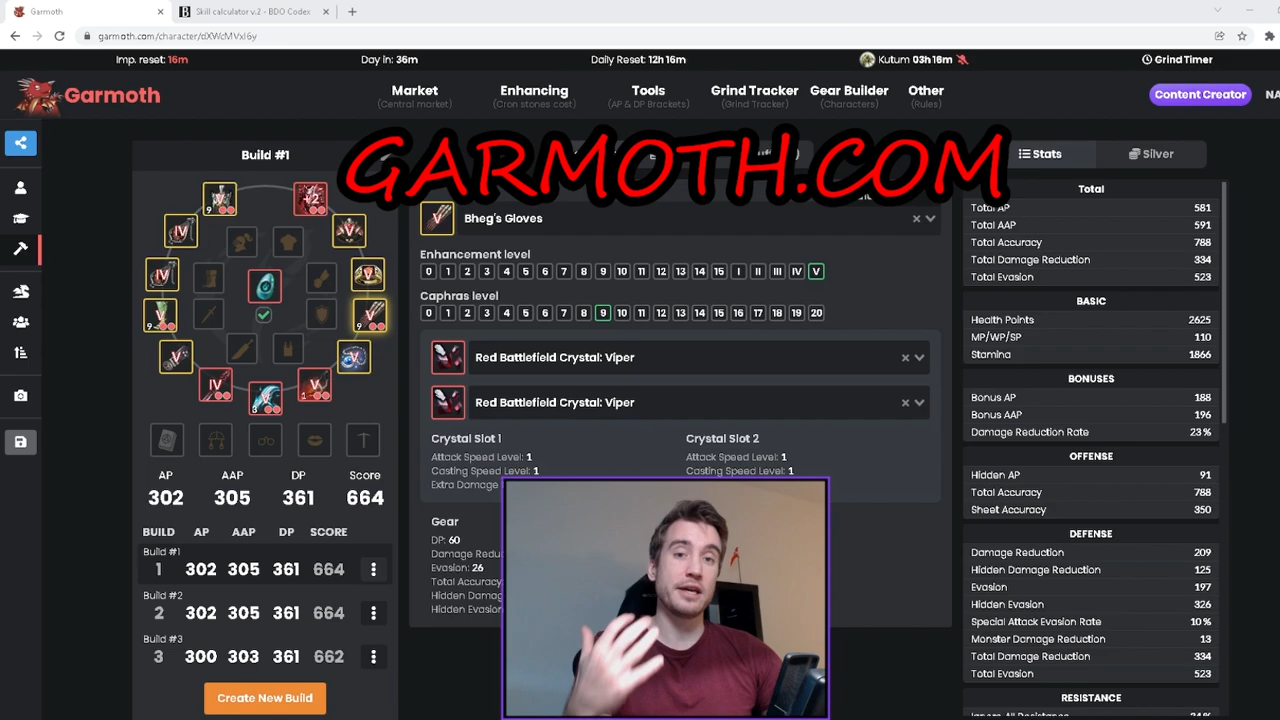 Garmoth
Skill calculator v.2 - BDO Codex
garmoth.com/character/dXWcMVxI6y
Imp. reset: 16m
Day in: 36m
Daily Reset: 12h 16m
Kutum 03h 16m
Grind Timer
Garmoth
Market
(Central market)
Enhancing
(Cron stones cost)
Tools
(AP & DP Brackets)
Grind Tracker
(Grind Tracker)
Gear Builder
(Characters)
Other
(Rules)
Content Creator
NA
GARMOTH.COM
Build #1
AP
302
AAP
305
DP
361
Score
664
BUILD AP AAP DP SCORE
Build #1
1 302 305 361 664
Build #2
2 302 305 361 664
Build #3
3 300 303 361 662
Create New Build
Bheg's Gloves
Enhancement level
0 1 2 3 4 5 6 7 8 9 10 11 12 13 14 15 I II III IV V
Caphras level
0 1 2 3 4 5 6 7 8 9 10 11 12 13 14 15 16 17 18 19 20
Red Battlefield Crystal: Viper
Red Battlefield Crystal: Viper
Crystal Slot 1
Attack Speed Level: 1
Casting Speed Level: 1
Extra Damage
Crystal Slot 2
Attack Speed Level: 1
Casting Speed Level: 1
Gear
DP: 60
Damage Redu
Evasion: 26
Total Accuracy
Hidden Damag
Hidden Evasion
Stats
Silver
Total
Total AP 581
Total AAP 591
Total Accuracy 788
Total Damage Reduction 334
Total Evasion 523
BASIC
Health Points 2625
MP/WP/SP 110
Stamina 1866
BONUSES
Bonus AP 188
Bonus AAP 196
Damage Reduction Rate 23 %
OFFENSE
Hidden AP 91
Total Accuracy 788
Sheet Accuracy 350
DEFENSE
Damage Reduction 209
Hidden Damage Reduction 125
Evasion 197
Hidden Evasion 326
Special Attack Evasion Rate 10 %
Monster Damage Reduction 13
Total Damage Reduction 334
Total Evasion 523
RESISTANCE